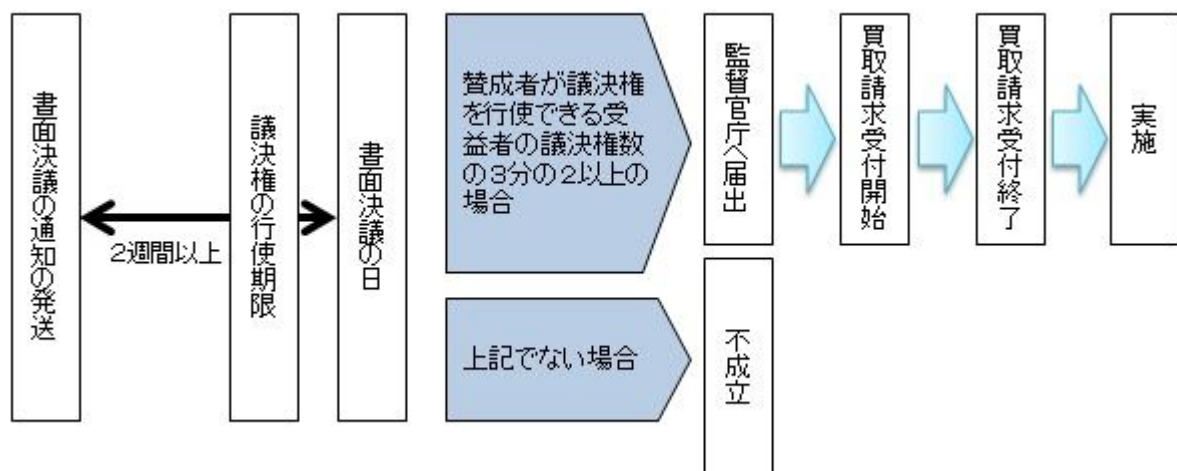 書面決議の通知の発送
2週間以上
議決権の行使期限
書面決議の日
賛成者が議決権
を行使できる受
益者の議決権数
の3分の2以上の
場合
監督官庁へ届出
買取請求受付開始
買取請求受付終了
実施
上記でない場合
不成立